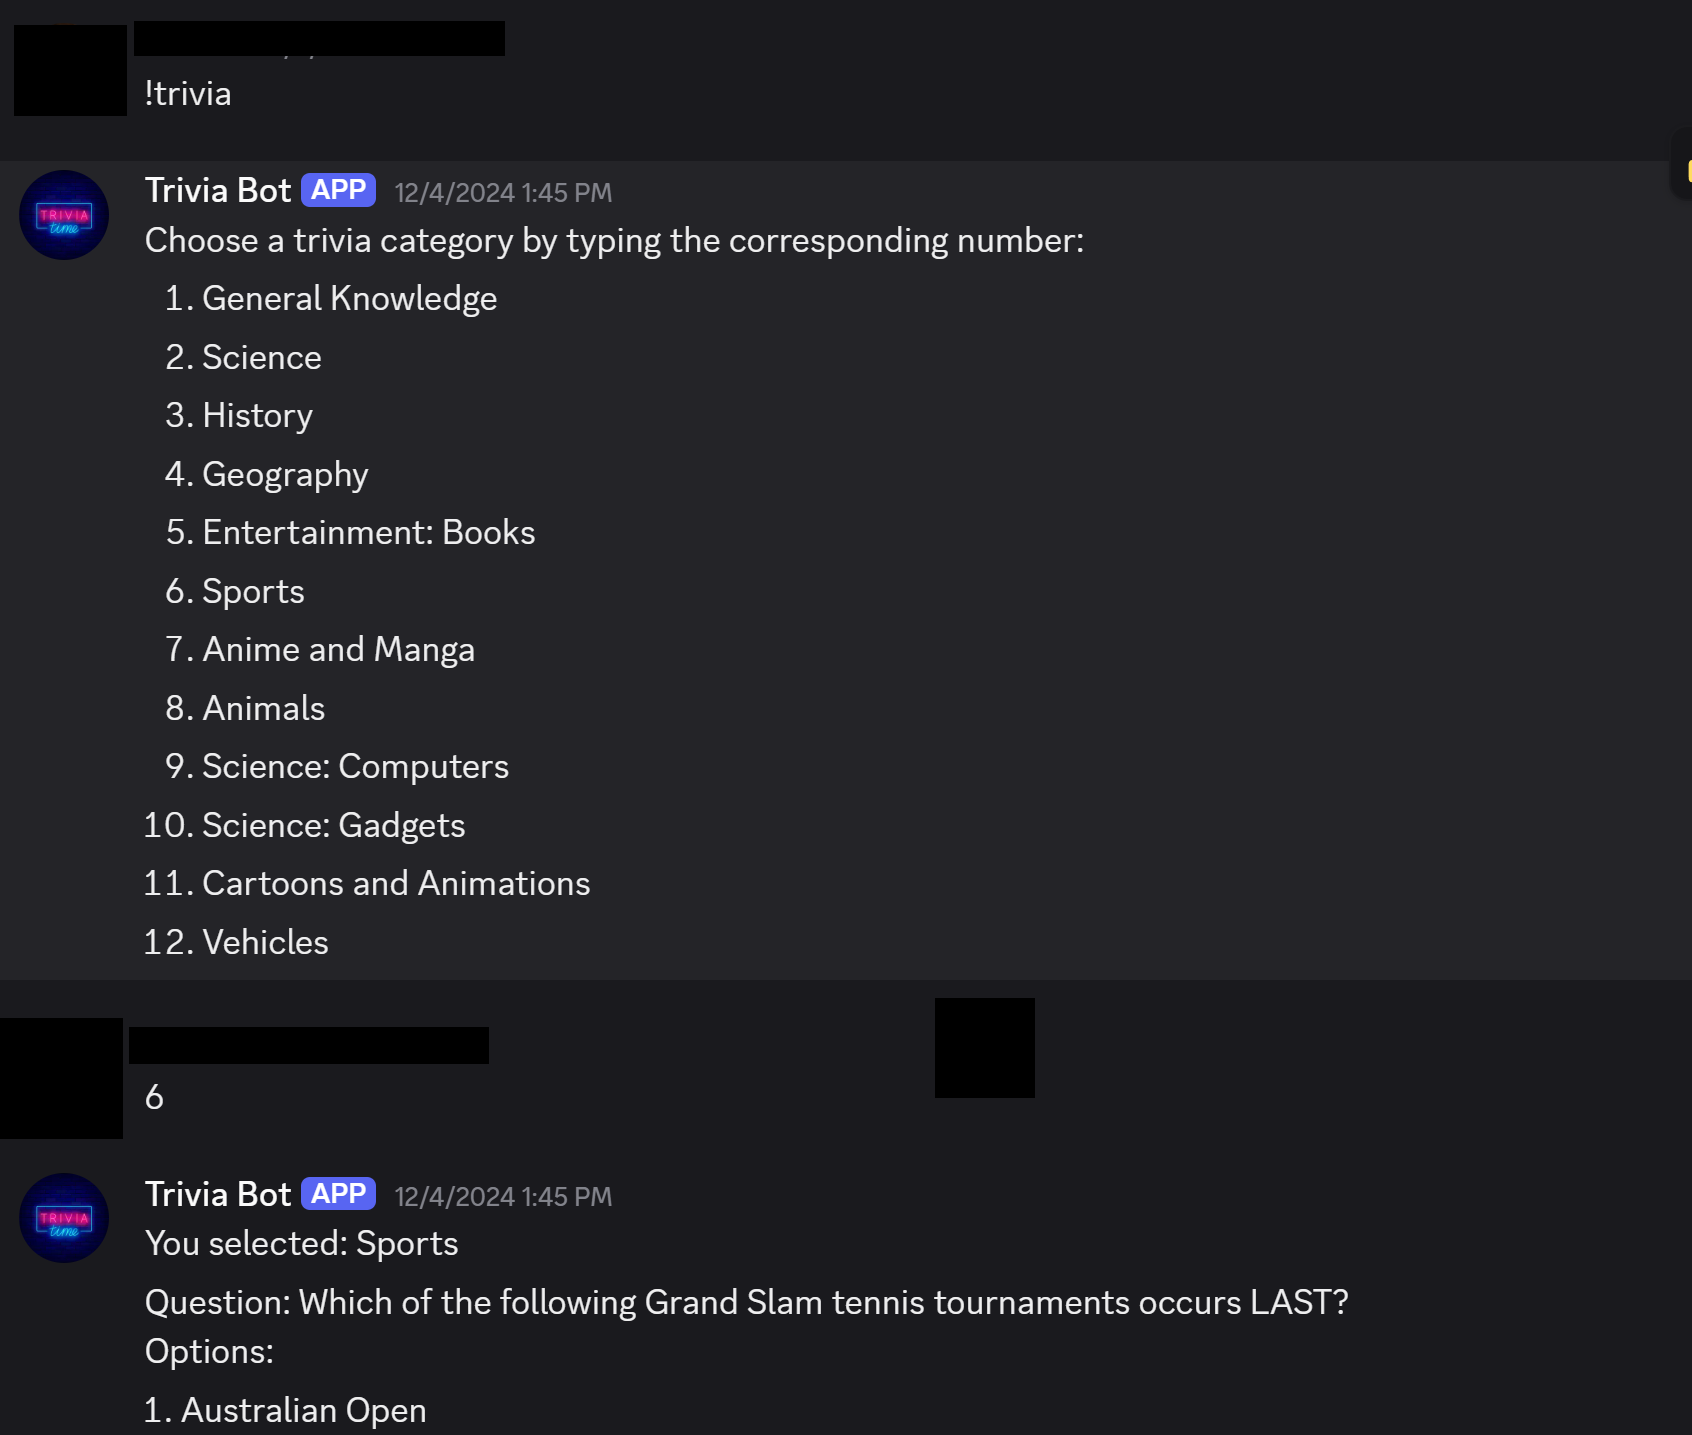 !trivia
TRIVIA
time
Trivia Bot APP 12/4/2024 1:45 PM
Choose a trivia category by typing the corresponding number:
1. General Knowledge
2. Science
3. History
4. Geography
5. Entertainment: Books
6. Sports
7. Anime and Manga
8. Animals
9. Science: Computers
10. Science: Gadgets
11. Cartoons and Animations
12. Vehicles
6
TRIVIA
time
Trivia Bot APP 12/4/2024 1:45 PM
You selected: Sports
Question: Which of the following Grand Slam tennis tournaments occurs LAST?
Options:
1. Australian Open